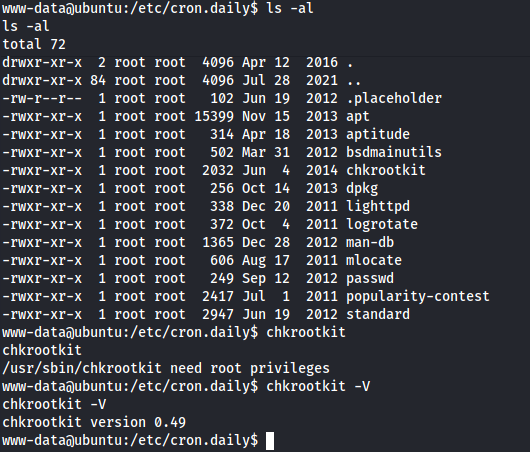 www-data@ubuntu:/etc/cron.daily$ ls -al
ls -al
total 72
drwxr-xr-x  2 root root  4096 Apr 12  2016 .
drwxr-xr-x 84 root root  4096 Jul 28  2021 ..
-rw-r--r--  1 root root   102 Jun 19  2012 .placeholder
-rwxr-xr-x  1 root root 15399 Nov 15  2013 apt
-rwxr-xr-x  1 root root   314 Apr 18  2013 aptitude
-rwxr-xr-x  1 root root   502 Mar 31  2012 bsdmainutils
-rwxr-xr-x  1 root root  2032 Jun  4  2014 chkrootkit
-rwxr-xr-x  1 root root   256 Oct 14  2013 dpkg
-rwxr-xr-x  1 root root   338 Dec 20  2011 lighttpd
-rwxr-xr-x  1 root root   372 Oct  4  2011 logrotate
-rwxr-xr-x  1 root root  1365 Dec 28  2012 man-db
-rwxr-xr-x  1 root root   606 Aug 17  2011 mlocate
-rwxr-xr-x  1 root root   249 Sep 12  2012 passwd
-rwxr-xr-x  1 root root  2417 Jul  1  2011 popularity-contest
-rwxr-xr-x  1 root root  2947 Jun 19  2012 standard
www-data@ubuntu:/etc/cron.daily$ chkrootkit
chkrootkit
/usr/sbin/chkrootkit need root privileges
www-data@ubuntu:/etc/cron.daily$ chkrootkit -V
chkrootkit -V
chkrootkit version 0.49
www-data@ubuntu:/etc/cron.daily$